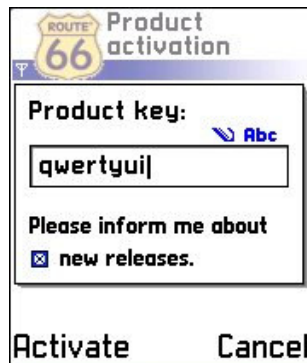 ROUTE
66
Product
activation
Product key:
Abc
qwertyui
Please inform me about
new releases.
Activate Cancel